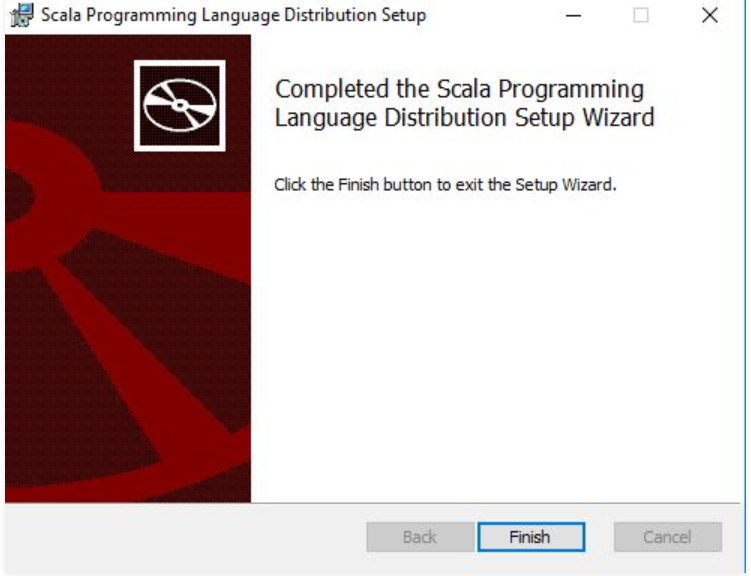 Scala Programming Language Distribution Setup
Completed the Scala Programming
Language Distribution Setup Wizard
Click the Finish button to exit the Setup Wizard.
Back
Finish
Cancel